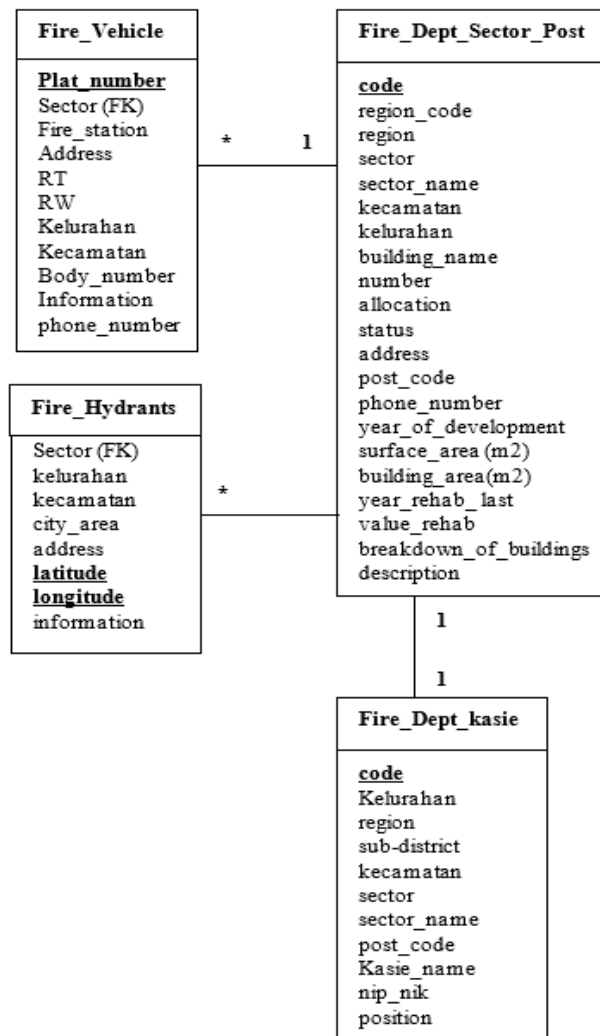 Fire_Vehicle
Plat_number
Sector (FK)
Fire_station
Address
RT
RW
Kelurahan
Kecamatan
Body_number
Information
phone_number
*
1
Fire_Dept_Sector_Post
code
region_code
region
sector
sector_name
kecamatan
kelurahan
building_name
number
allocation
status
address
post_code
phone_number
year_of_development
surface_area (m2)
building_area(m2)
year_rehab_last
value_rehab
breakdown_of_buildings
description
Fire_Hydrants
Sector (FK)
kelurahan
kecamatan
city_area
address
latitude
longitude
information
*
1
1
Fire_Dept_kasie
code
Kelurahan
region
sub-district
kecamatan
sector
sector_name
post_code
Kasie_name
nip_nik
position